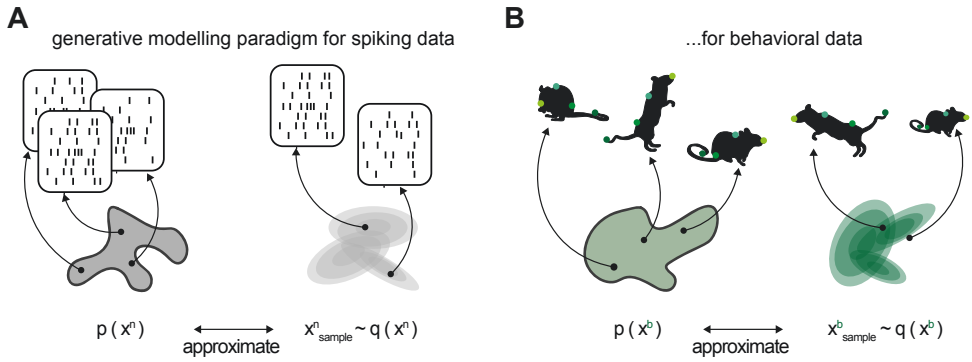 A
generative modelling paradigm for spiking data
p ( xⁿ)
approximate
xⁿsample ~ q ( xⁿ)
B
...for behavioral data
p ( xᵇ)
approximate
xᵇsample ~ q ( xᵇ)